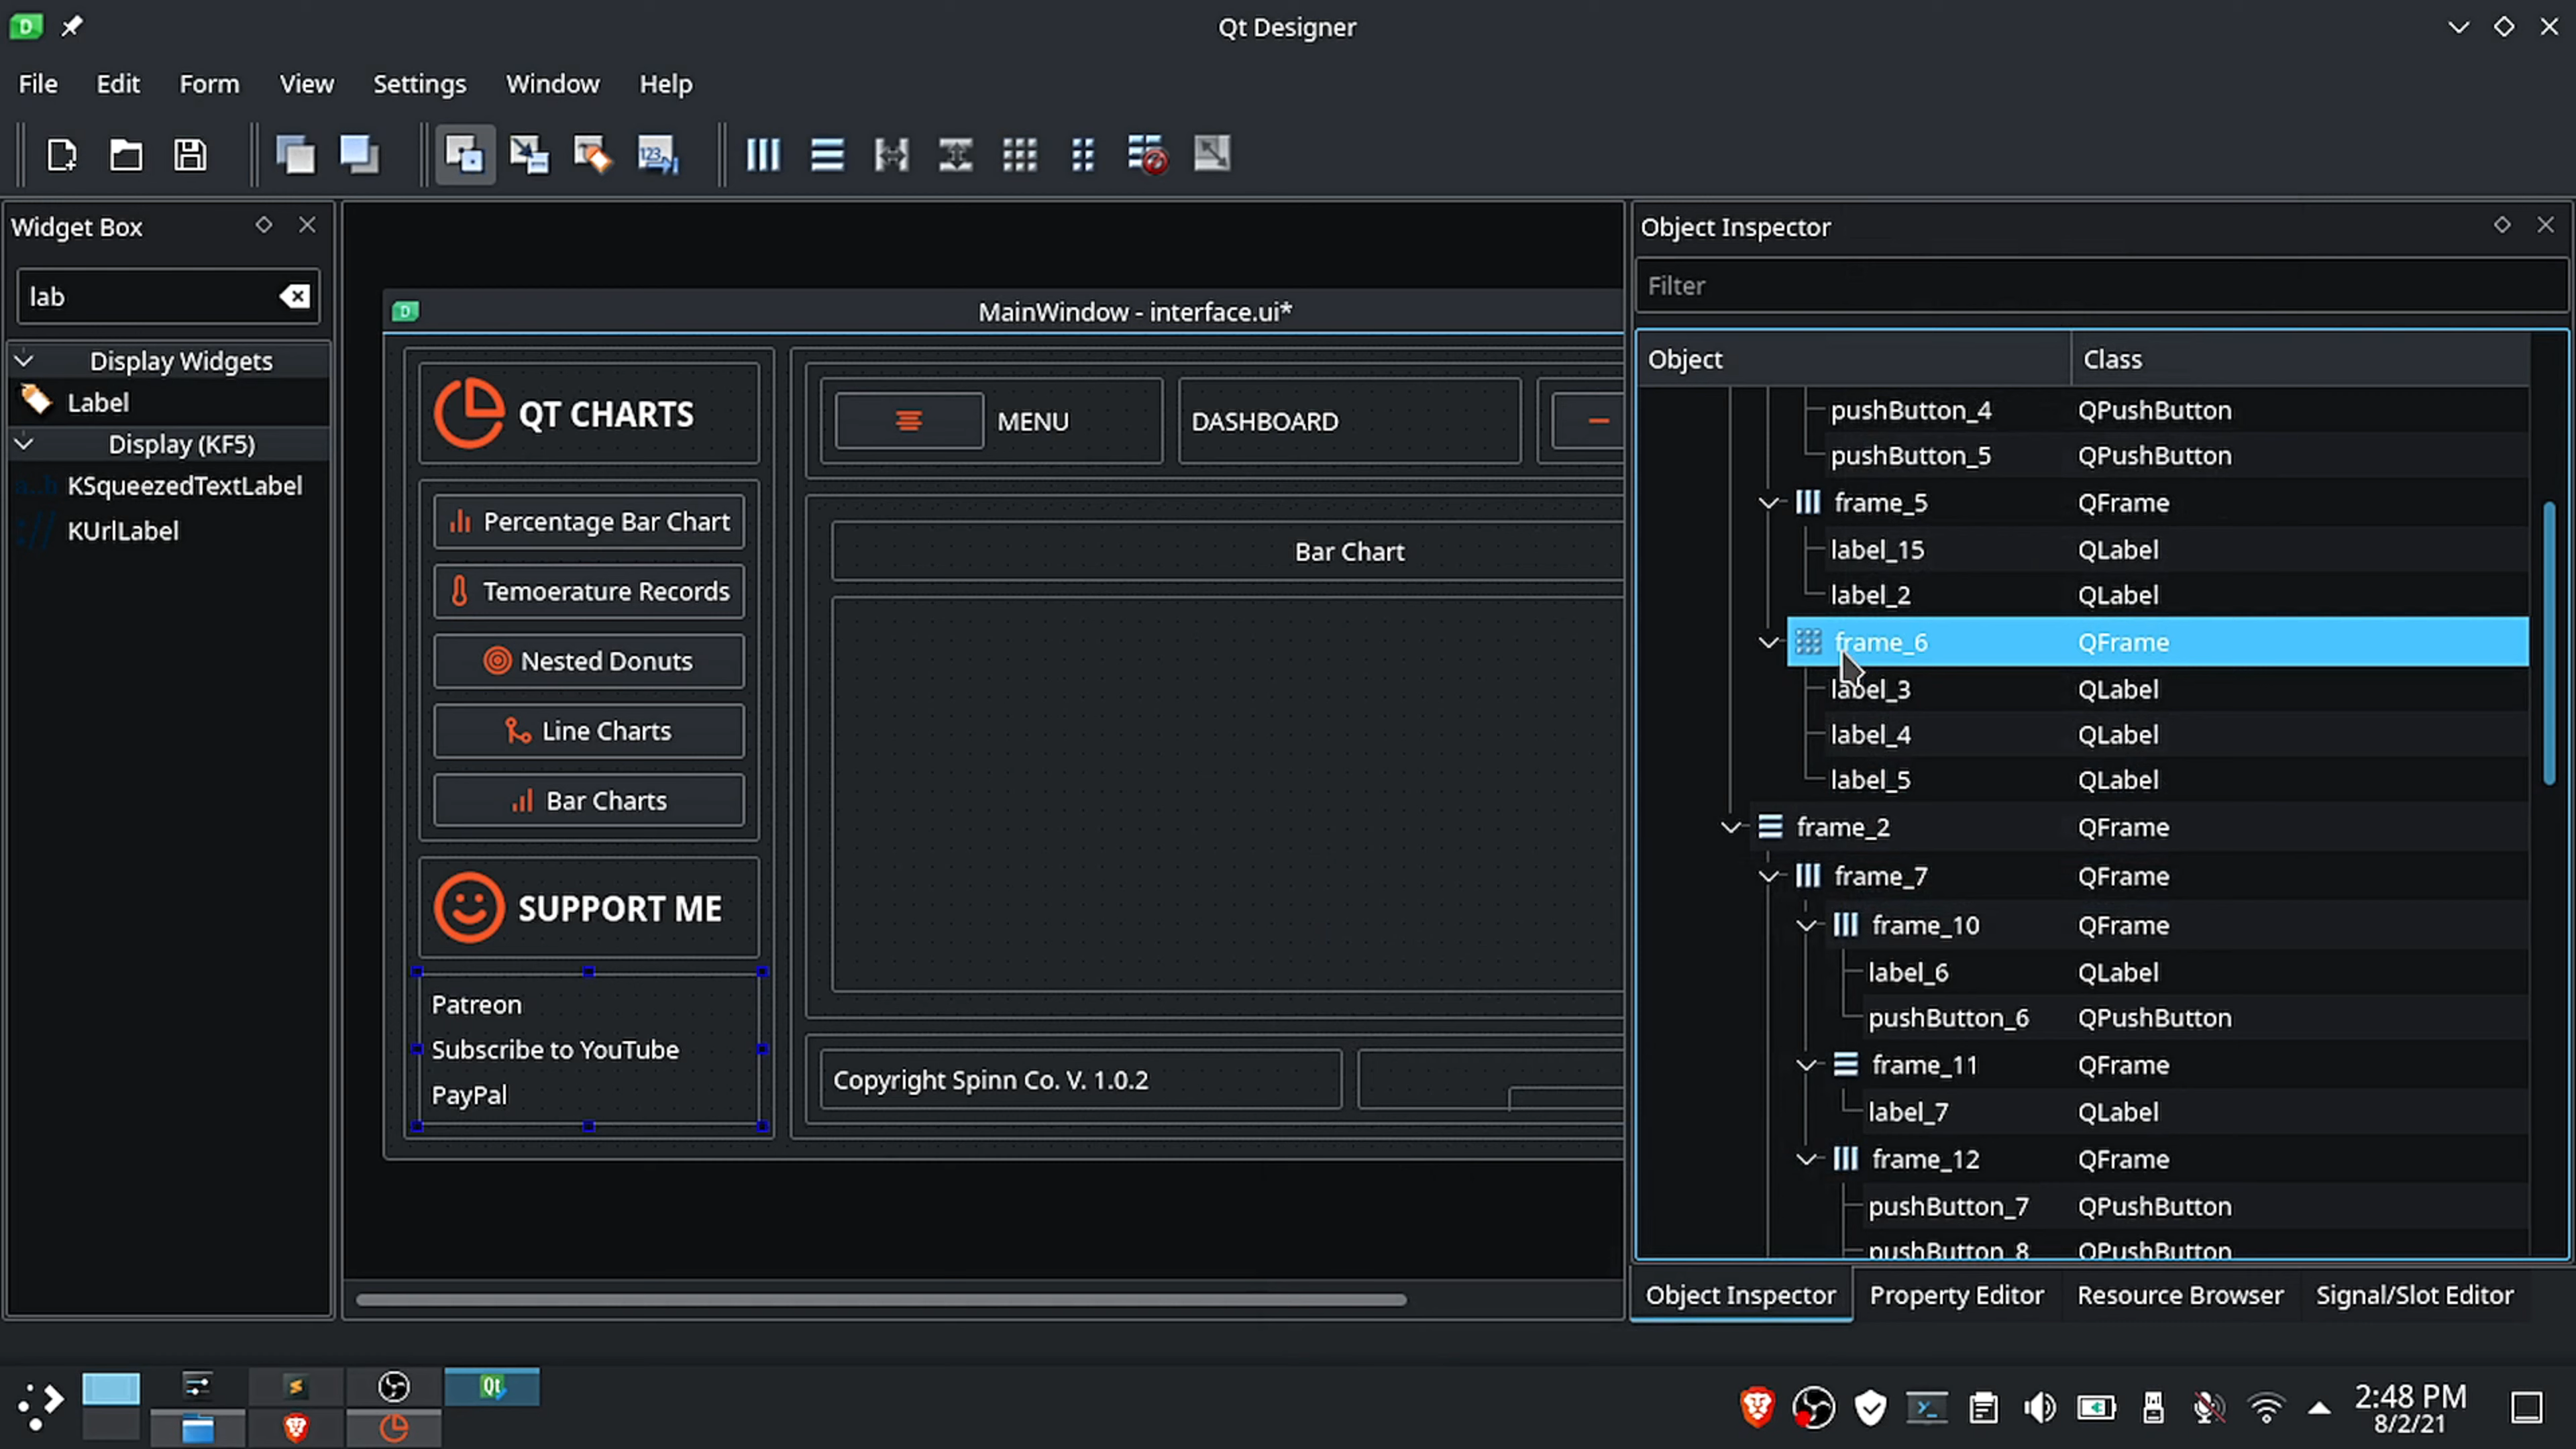 Qt Designer
File Edit Form View Settings Window Help
123
Widget Box
lab
Display Widgets
Label
Display (KF5)
KSqueezedTextLabel
KUrlLabel
MainWindow - interface.ui*
QT CHARTS
MENU
DASHBOARD
Percentage Bar Chart
Temoerature Records
Nested Donuts
Line Charts
Bar Charts
Bar Chart
SUPPORT ME
Patreon
Subscribe to YouTube
PayPal
Copyright Spinn Co. V. 1.0.2
Object Inspector
Filter
Object Class
pushButton_4 QPushButton
pushButton_5 QPushButton
frame_5 QFrame
label_15 QLabel
label_2 QLabel
frame_6 QFrame
label_3 QLabel
label_4 QLabel
label_5 QLabel
frame_2 QFrame
frame_7 QFrame
frame_10 QFrame
label_6 QLabel
pushButton_6 QPushButton
frame_11 QFrame
label_7 QLabel
frame_12 QFrame
pushButton_7 QPushButton
pushButton_8 QPushButton
Object Inspector Property Editor Resource Browser Signal/Slot Editor
Qt
2:48 PM
8/2/21